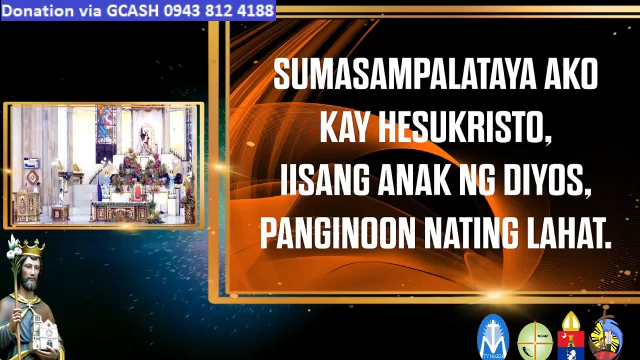 Donation via GCASH 0943 812 4188
SUMASAMPALATAYA AKO
KAY HESUKRISTO,
IISANG ANAK NG DIYOS,
PANGINOON NATING LAHAT.